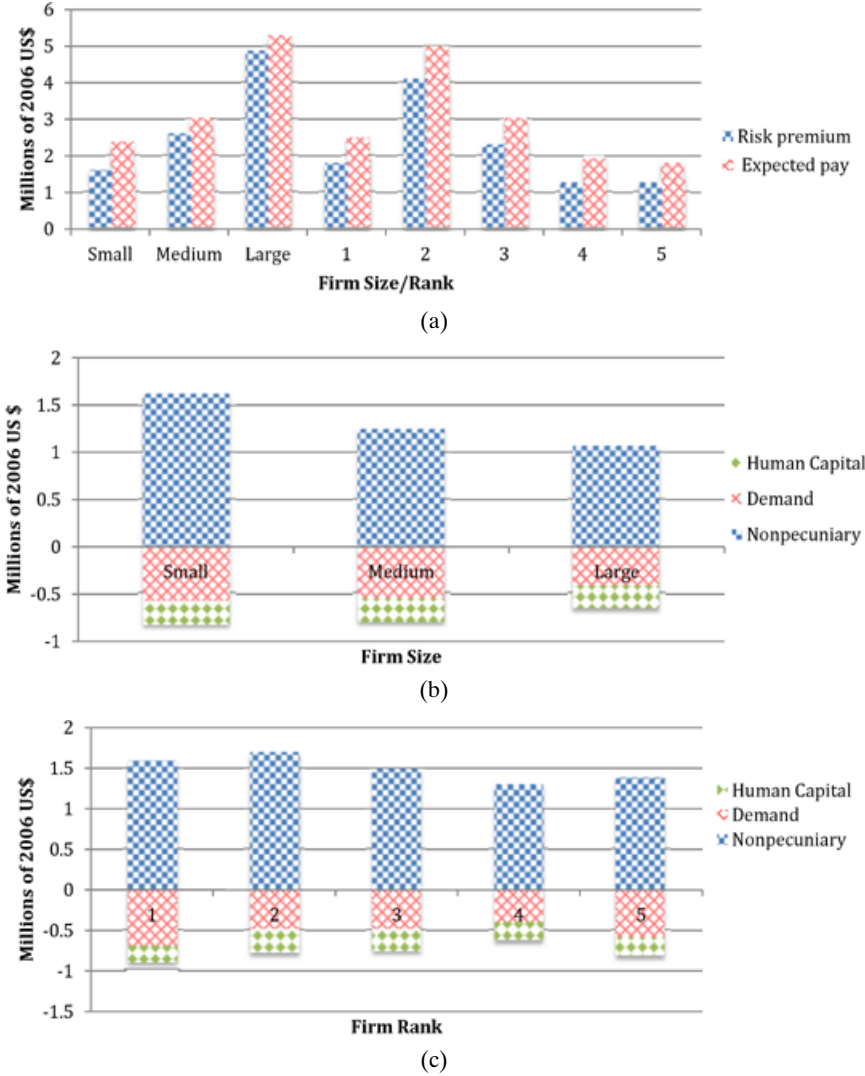 6
5
4
3
2
1
0
Millions of 2006 US$
Small Medium Large 1 2 3 4 5
Firm Size/Rank
Risk premium
Expected pay
(a)
2
1.5
1
0.5
0
-0.5
-1
Millions of 2006 US $
Small Medium Large
Firm Size
Human Capital
Demand
Nonpecuniary
(b)
2
1.5
1
0.5
0
-0.5
-1
-1.5
Millions of 2006 US$
1 2 3 4 5
Firm Rank
Human Capital
Demand
Nonpecuniary
(c)